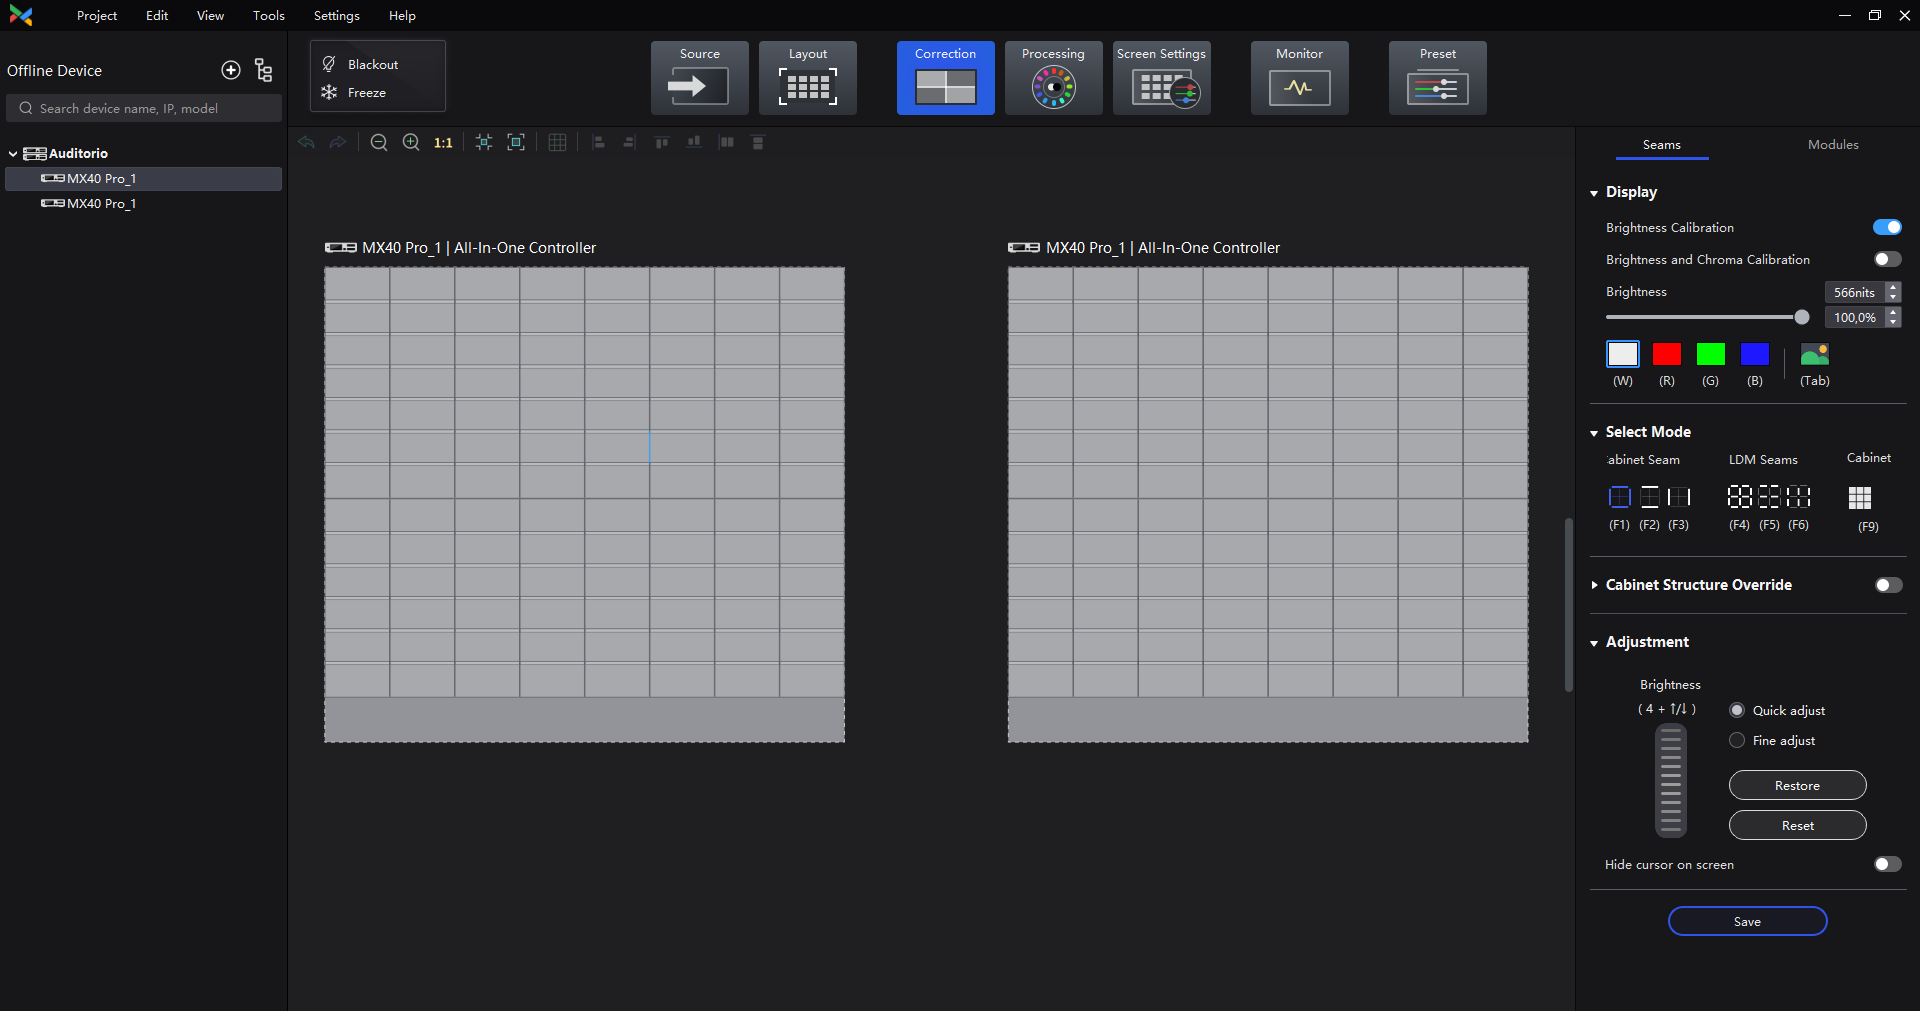 Project Edit View Tools Settings Help
Offline Device
Search device name, IP, model
Auditorio
MX40 Pro_1
MX40 Pro_1
Blackout
Freeze
Source
Layout
Correction
Processing
Screen Settings
Monitor
Preset
1:1
MX40 Pro_1 | All-In-One Controller
MX40 Pro_1 | All-In-One Controller
Seams Modules
Display
Brightness Calibration
Brightness and Chroma Calibration
Brightness 566nits
100,0%
(W) (R) (G) (B) (Tab)
Select Mode
abinet Seam LDM Seams Cabinet
(F1) (F2) (F3) (F4) (F5) (F6) (F9)
Cabinet Structure Override
Adjustment
Brightness
( 4 + ↑/↓ )
Quick adjust
Fine adjust
Restore
Reset
Hide cursor on screen
Save